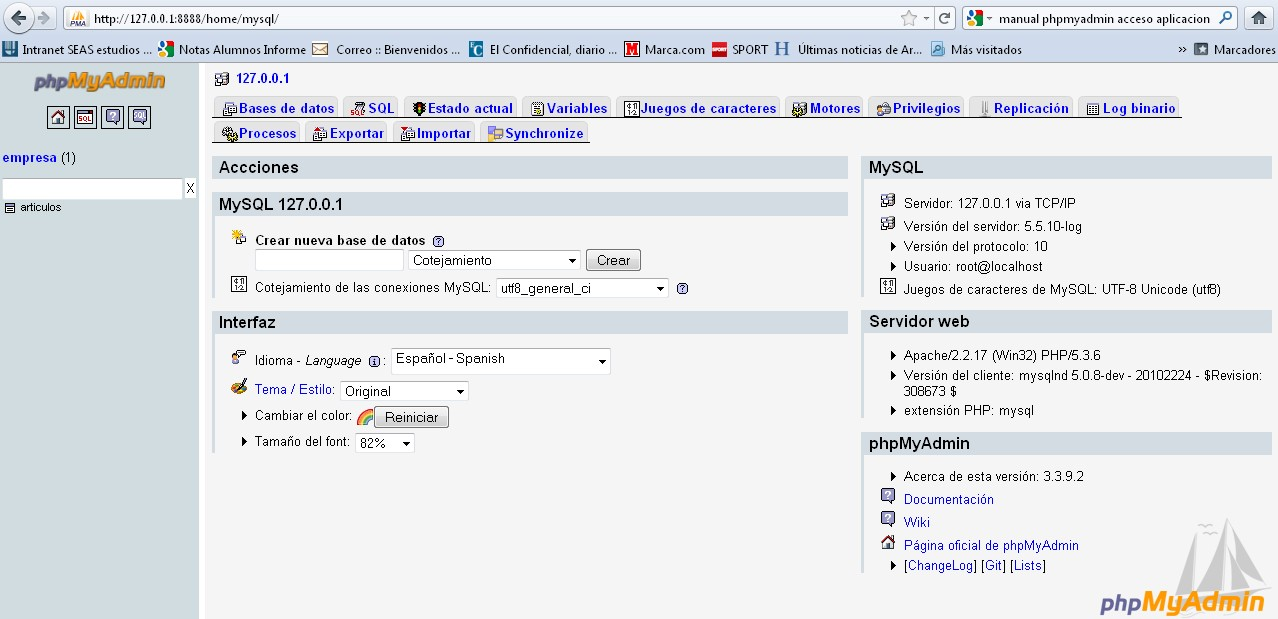 http://127.0.0.1:8888/home/mysql/
manual phpmyadmin acceso aplicacion
Intranet SEAS estudios ... Notas Alumnos Informe Correo :: Bienvenidos ... El Confidencial, diario ... Marca.com SPORT Últimas noticias de Ar... Más visitados » Marcadores
phpMyAdmin
empresa (1)
X
articulos
127.0.0.1
Bases de datos SQL Estado actual Variables Juegos de caracteres Motores Privilegios Replicación Log binario
Procesos Exportar Importar Synchronize
Accciones
MySQL 127.0.0.1
Crear nueva base de datos
Cotejamiento Crear
Cotejamiento de las conexiones MySQL: utf8_general_ci
Interfaz
Idioma - Language : Español - Spanish
Tema / Estilo: Original
Cambiar el color: Reiniciar
Tamaño del font: 82%
MySQL
Servidor: 127.0.0.1 via TCP/IP
Versión del servidor: 5.5.10-log
Versión del protocolo: 10
Usuario: root@localhost
Juegos de caracteres de MySQL: UTF-8 Unicode (utf8)
Servidor web
Apache/2.2.17 (Win32) PHP/5.3.6
Versión del cliente: mysqlnd 5.0.8-dev - 20102224 - $Revision:
308673 $
extensión PHP: mysql
phpMyAdmin
Acerca de esta versión: 3.3.9.2
Documentación
Wiki
Página oficial de phpMyAdmin
[ChangeLog] [Git] [Lists]
phpMyAdmin